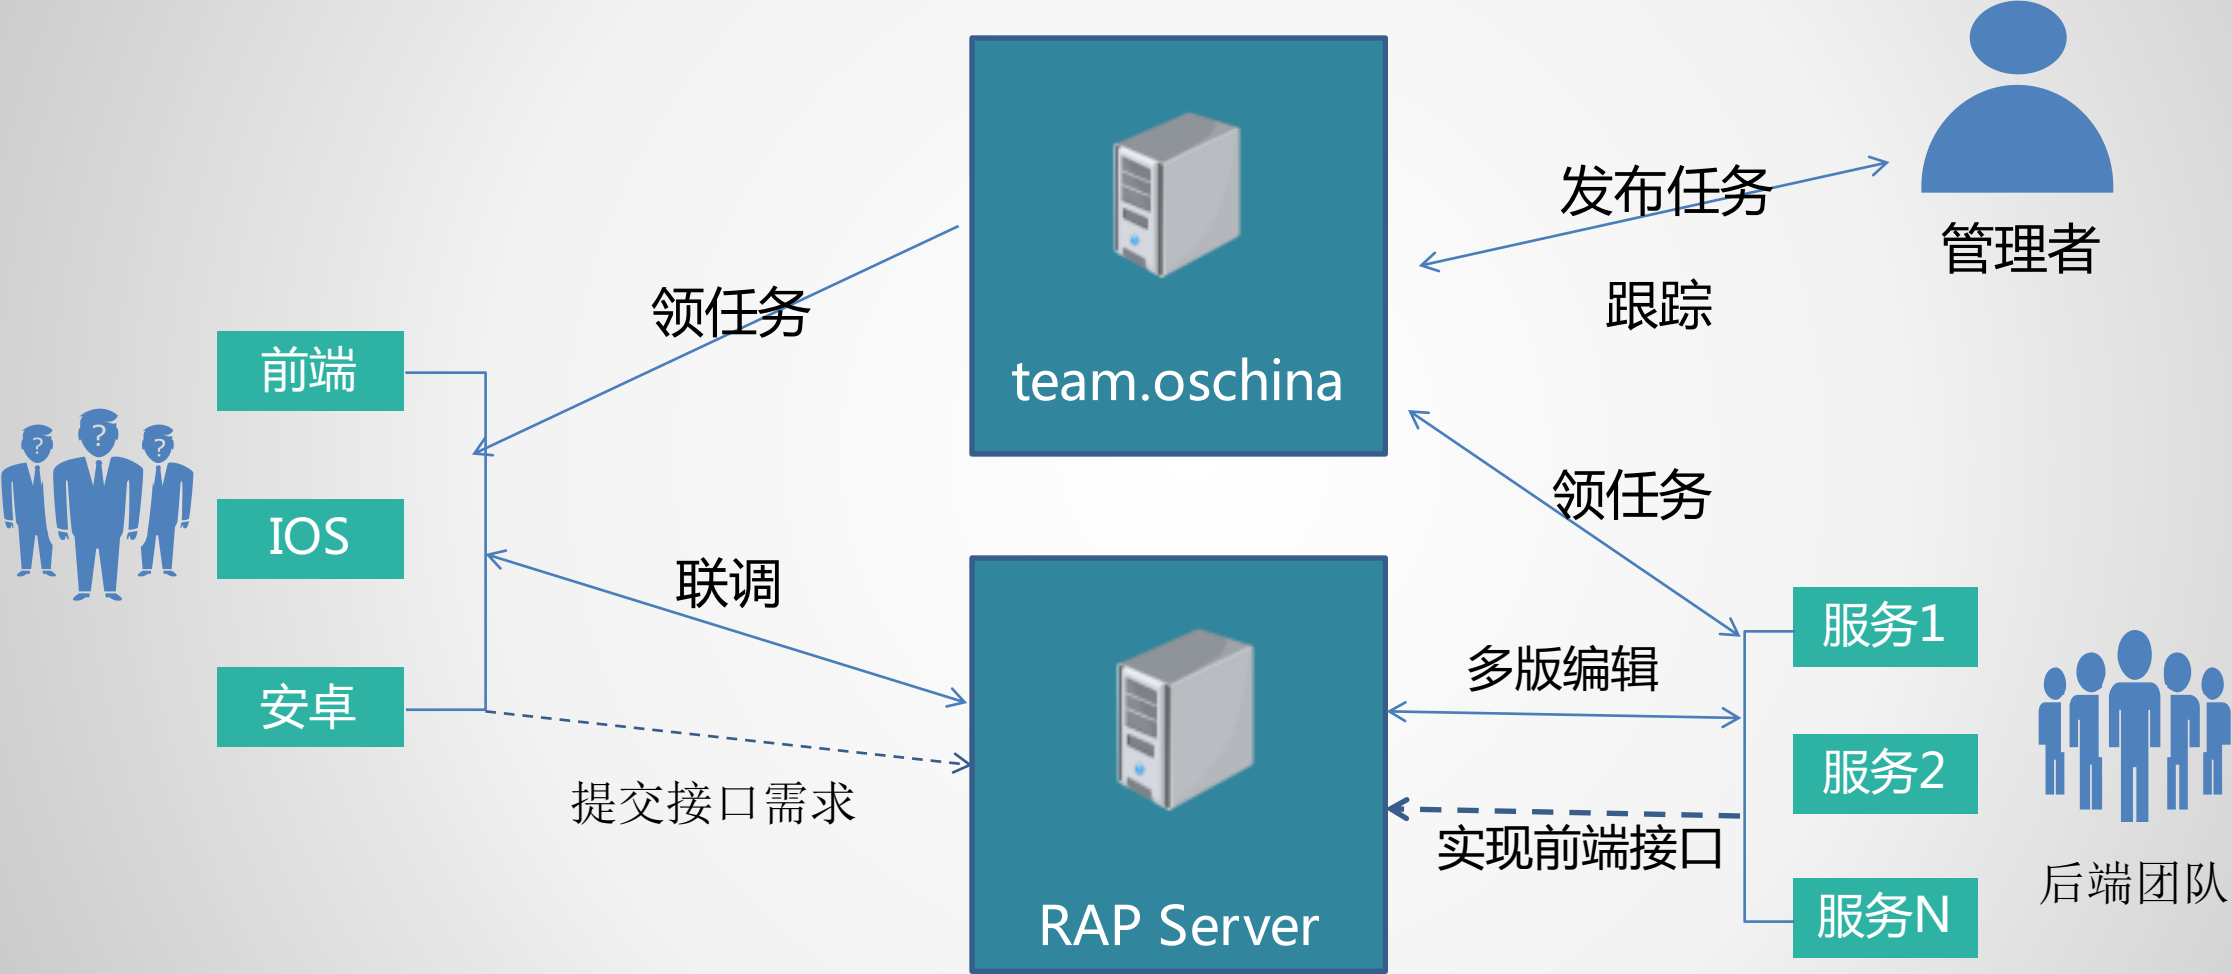 发布任务
管理者
跟踪
领任务
前端
team.oschina
? ? ?
领任务
IOS
联调
服务1
多版编辑
安卓
服务2
提交接口需求
实现前端接口
后端团队
服务N
RAP Server